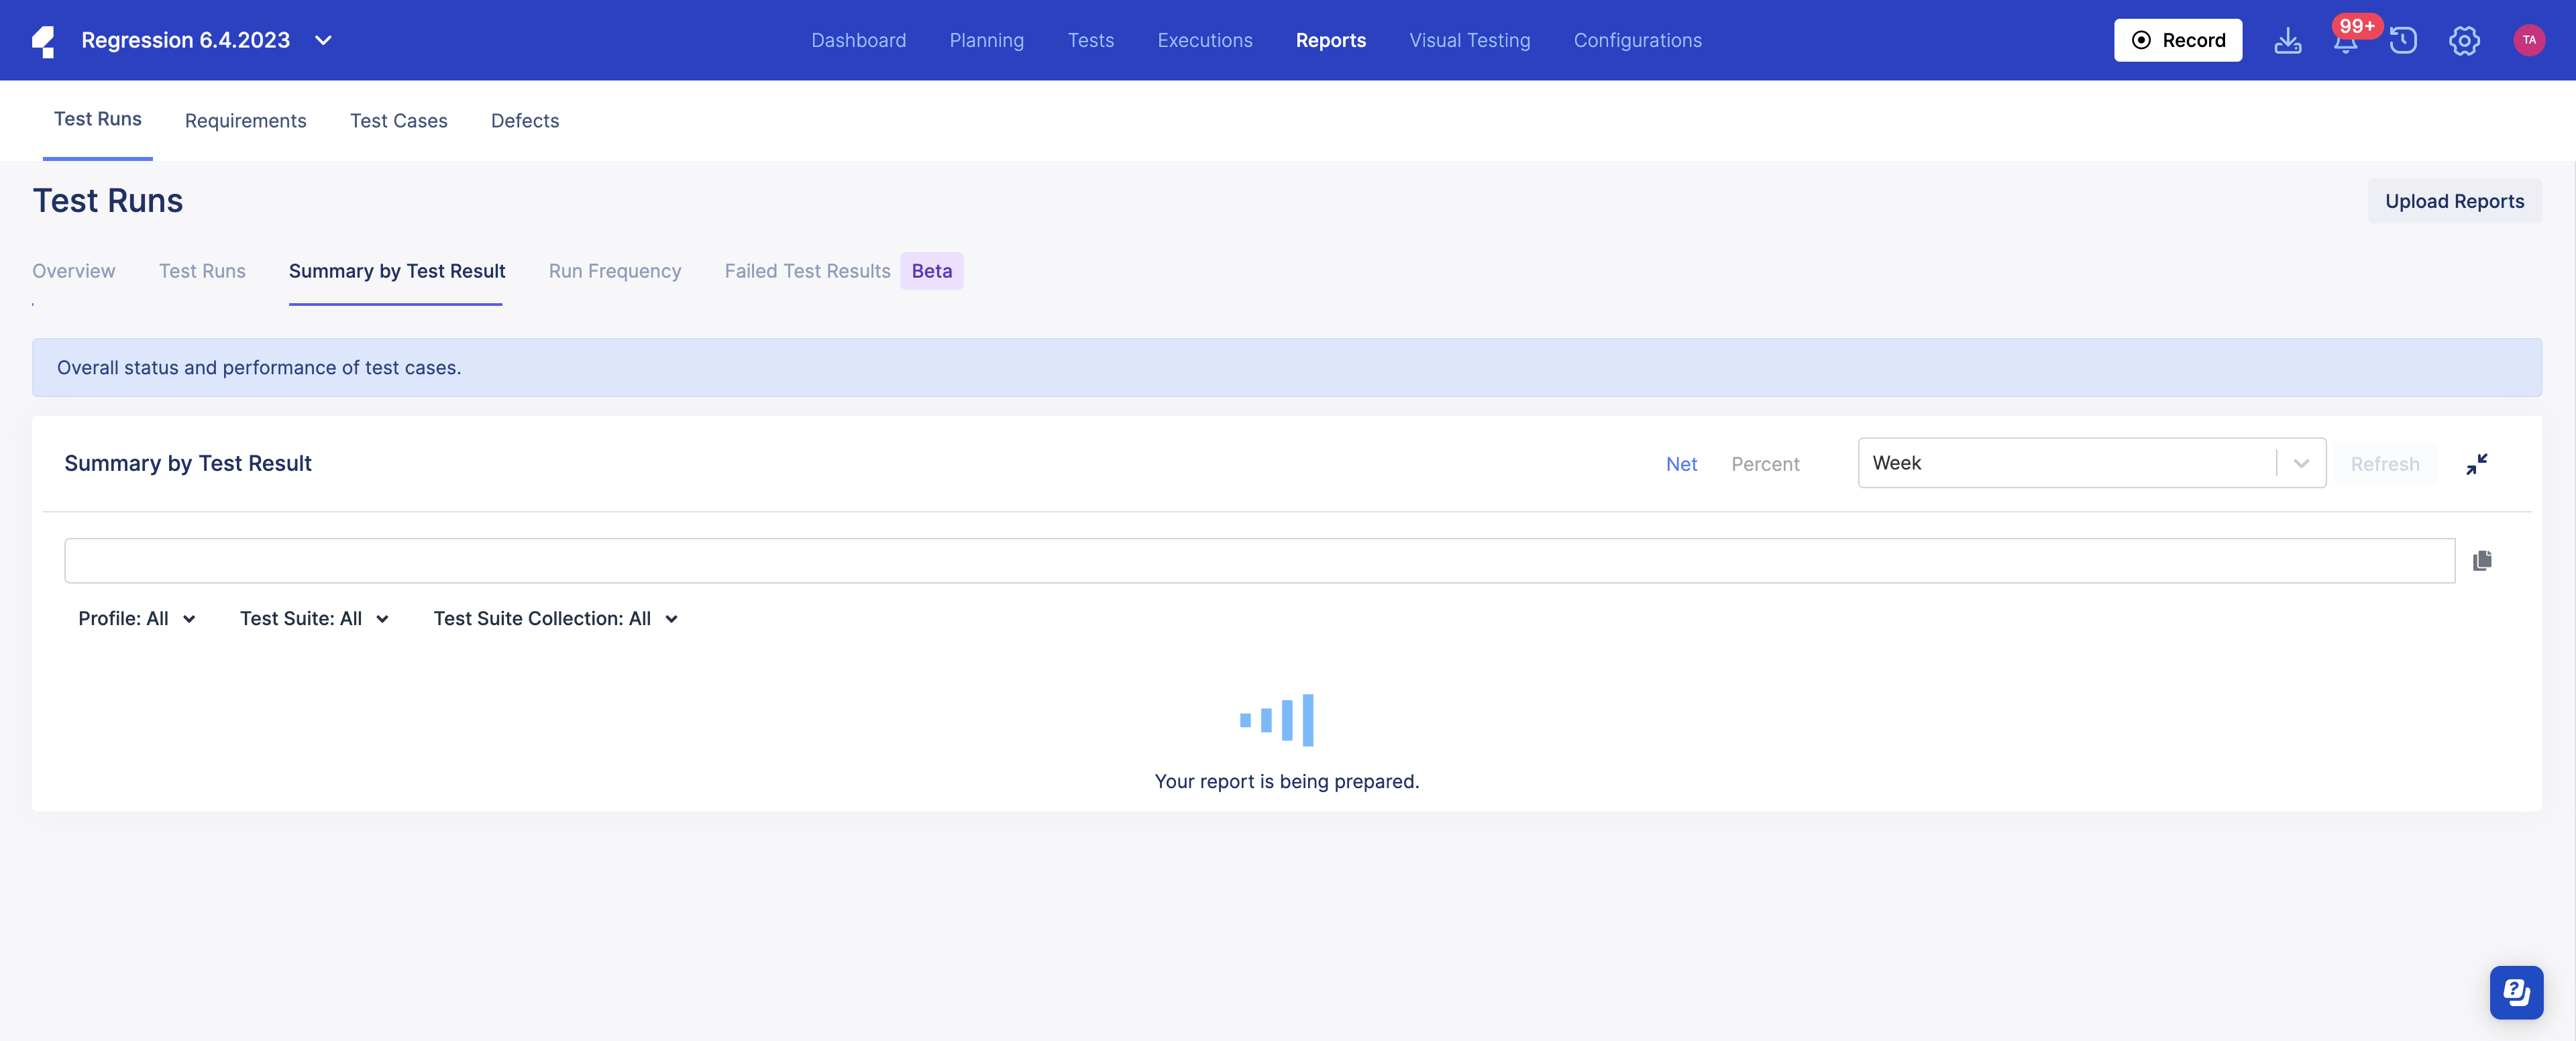 Regression 6.4.2023
Dashboard Planning Tests Executions Reports Visual Testing Configurations
Record
99+
TA
Test Runs Requirements Test Cases Defects
Test Runs
Upload Reports
Overview Test Runs Summary by Test Result Run Frequency Failed Test Results Beta
Overall status and performance of test cases.
Summary by Test Result
Net Percent Week Refresh
Profile: All Test Suite: All Test Suite Collection: All
Your report is being prepared.
?